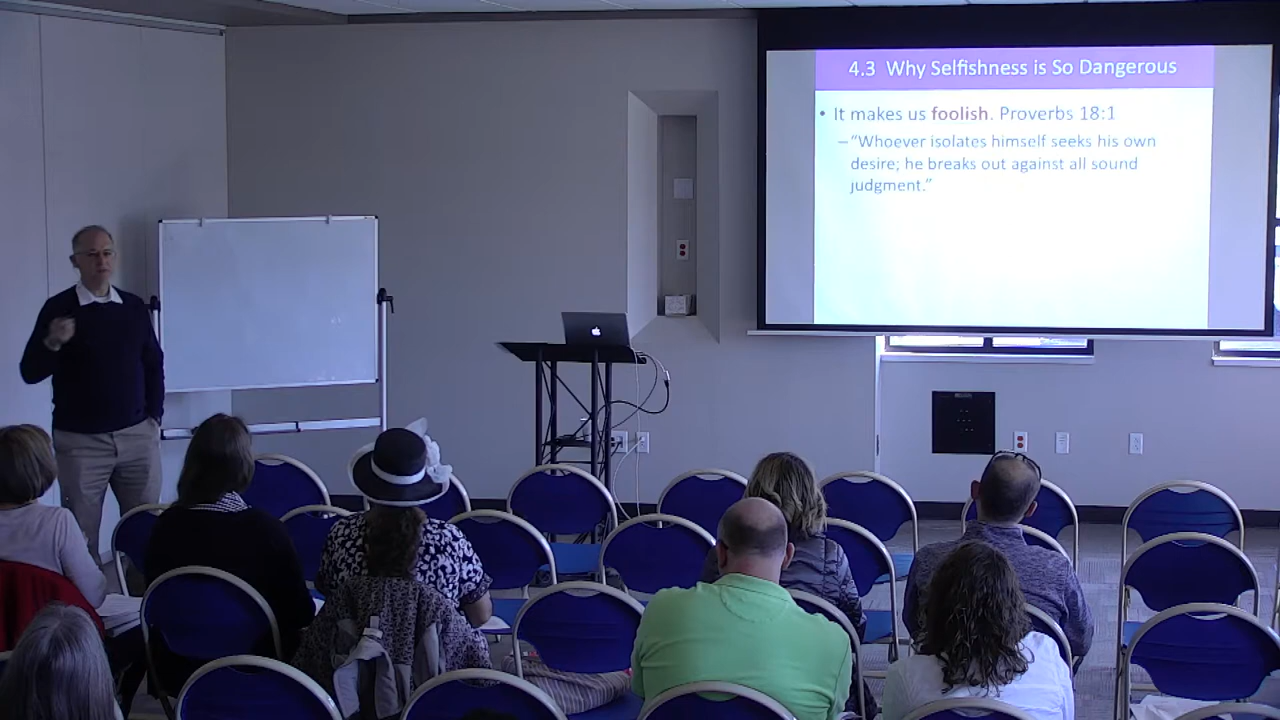 4.3 Why Selfishness is So Dangerous
• It makes us foolish. Proverbs 18:1
–"Whoever isolates himself seeks his own
desire; he breaks out against all sound
judgment."